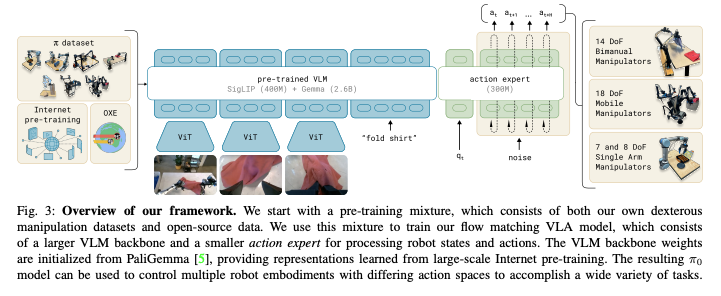 π dataset
Internet
pre-training
OXE
pre-trained VLM
SigLIP (400M) + Gemma (2.6B)
ViT
ViT
ViT
"fold shirt"
a_t a_{t+1} ... a_{t+H}
action expert
(300M)
q_t
noise
14 DoF
Bimanual
Manipulators
18 DoF
Mobile
Manipulators
7 and 8 DoF
Single Arm
Manipulators
Fig. 3: Overview of our framework. We start with a pre-training mixture, which consists of both our own dexterous
manipulation datasets and open-source data. We use this mixture to train our flow matching VLA model, which consists
of a larger VLM backbone and a smaller action expert for processing robot states and actions. The VLM backbone weights
are initialized from PaliGemma [5], providing representations learned from large-scale Internet pre-training. The resulting π₀
model can be used to control multiple robot embodiments with differing action spaces to accomplish a wide variety of tasks.